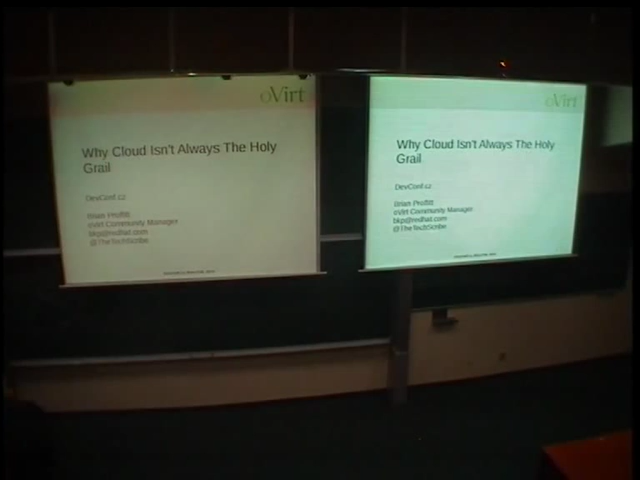 oVirt
Why Cloud Isn't Always The Holy
Grail
DevConf.cz
Brian Proffitt
oVirt Community Manager
bkp@redhat.com
@TheTechScribe
oVirt
Why Cloud Isn't Always The Holy
Grail
DevConf.cz
Brian Proffitt
oVirt Community Manager
bkp@redhat.com
@TheTechScribe